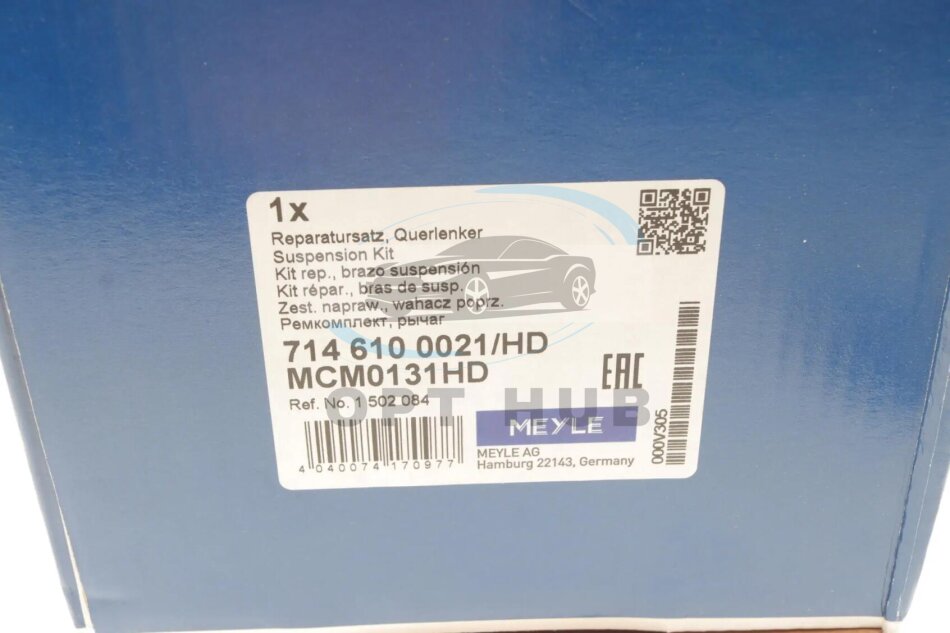 1x
Reparatursatz, Querlenker
Suspension Kit
Kit rep., brazo suspensión
Kit répar., bras de susp.
Zest. napraw., wahacz poprz.
Ремкомплект, рычаг
714 610 0021/HD
MCM0131HD
EAC
Ref. No. 1 502 084
OPT HUB
MEYLE
4 040074 170977
MEYLE AG
Hamburg 22143, Germany
000V305